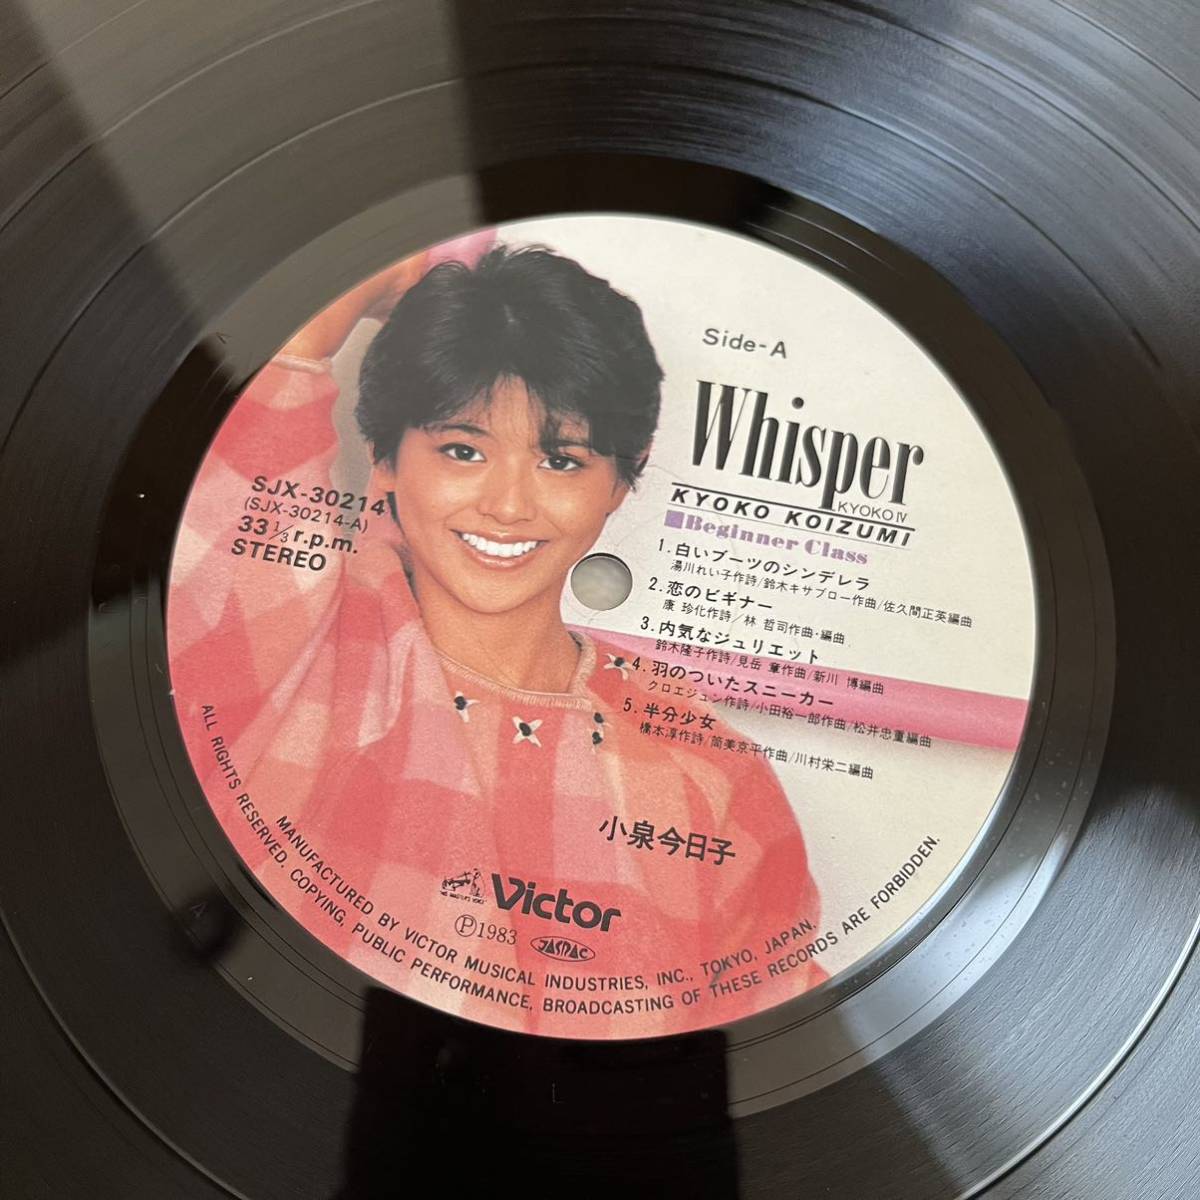 Side-A
Whisper
KYOKO IV
KYOKO KOIZUMI
■Beginner Class
1. 白いブーツのシンデレラ
湯川れい子作詩/鈴木キサブロー作曲/佐久間正英編曲
2. 恋のビギナー
康 珍化作詩/林 哲司作曲・編曲
3. 内気なジュリエット
鈴木隆子作詩/見岳 章作曲/新川 博編曲
4. 羽のついたスニーカー
クロエジュン作詩/小田裕一郎作曲/松井忠重編曲
5. 半分少女
橋本淳作詩/筒美京平作曲/川村栄二編曲
SJX-30214
(SJX-30214-A)
33 1/3 r.p.m.
STEREO
小泉今日子
"HIS MASTER'S VOICE"
Victor
Ⓟ1983
JASRAC
MANUFACTURED BY VICTOR MUSICAL INDUSTRIES, INC., TOKYO, JAPAN.
ALL RIGHTS RESERVED. COPYING, PUBLIC PERFORMANCE, BROADCASTING OF THESE RECORDS ARE FORBIDDEN.